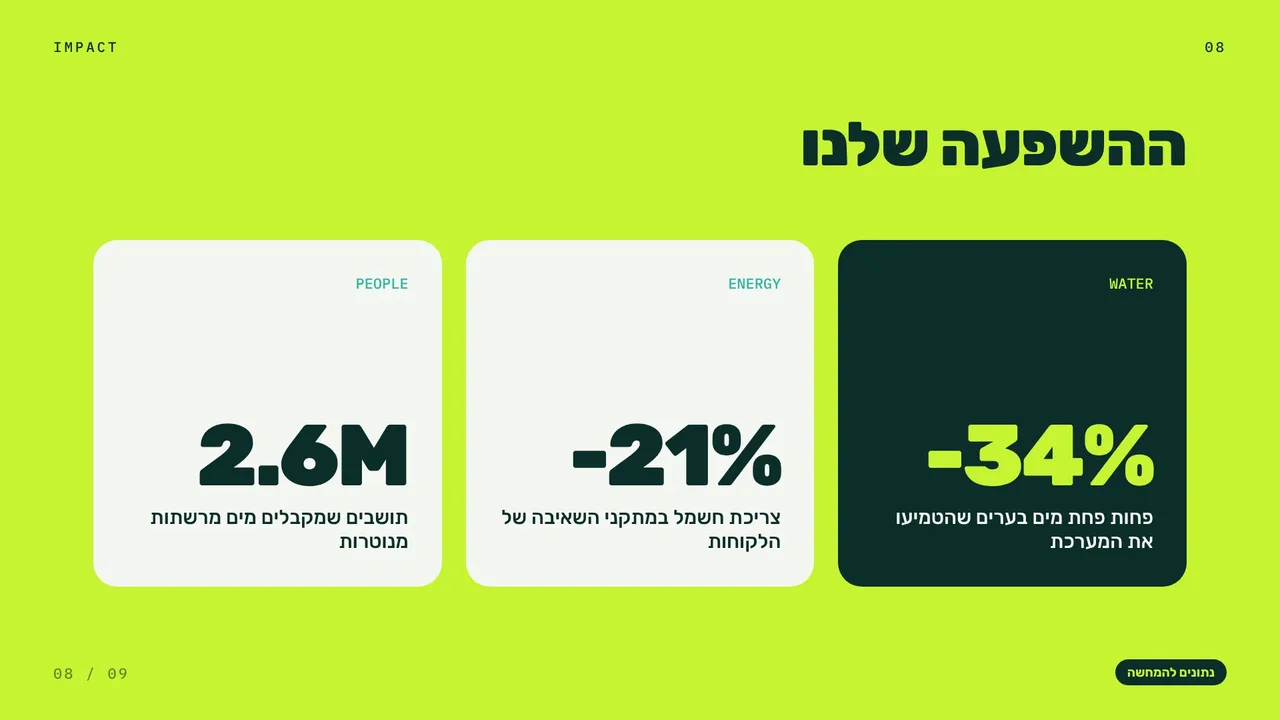 IMPACT
08
ההשפעה שלנו
WATER
-34%
פחות פחת מים בערים שהטמיעו
את המערכת
ENERGY
-21%
צריכת חשמל במתקני השאיבה של
הלקוחות
PEOPLE
2.6M
תושבים שמקבלים מים מרשתות
מנוטרות
נתונים להמחשה
08 / 09